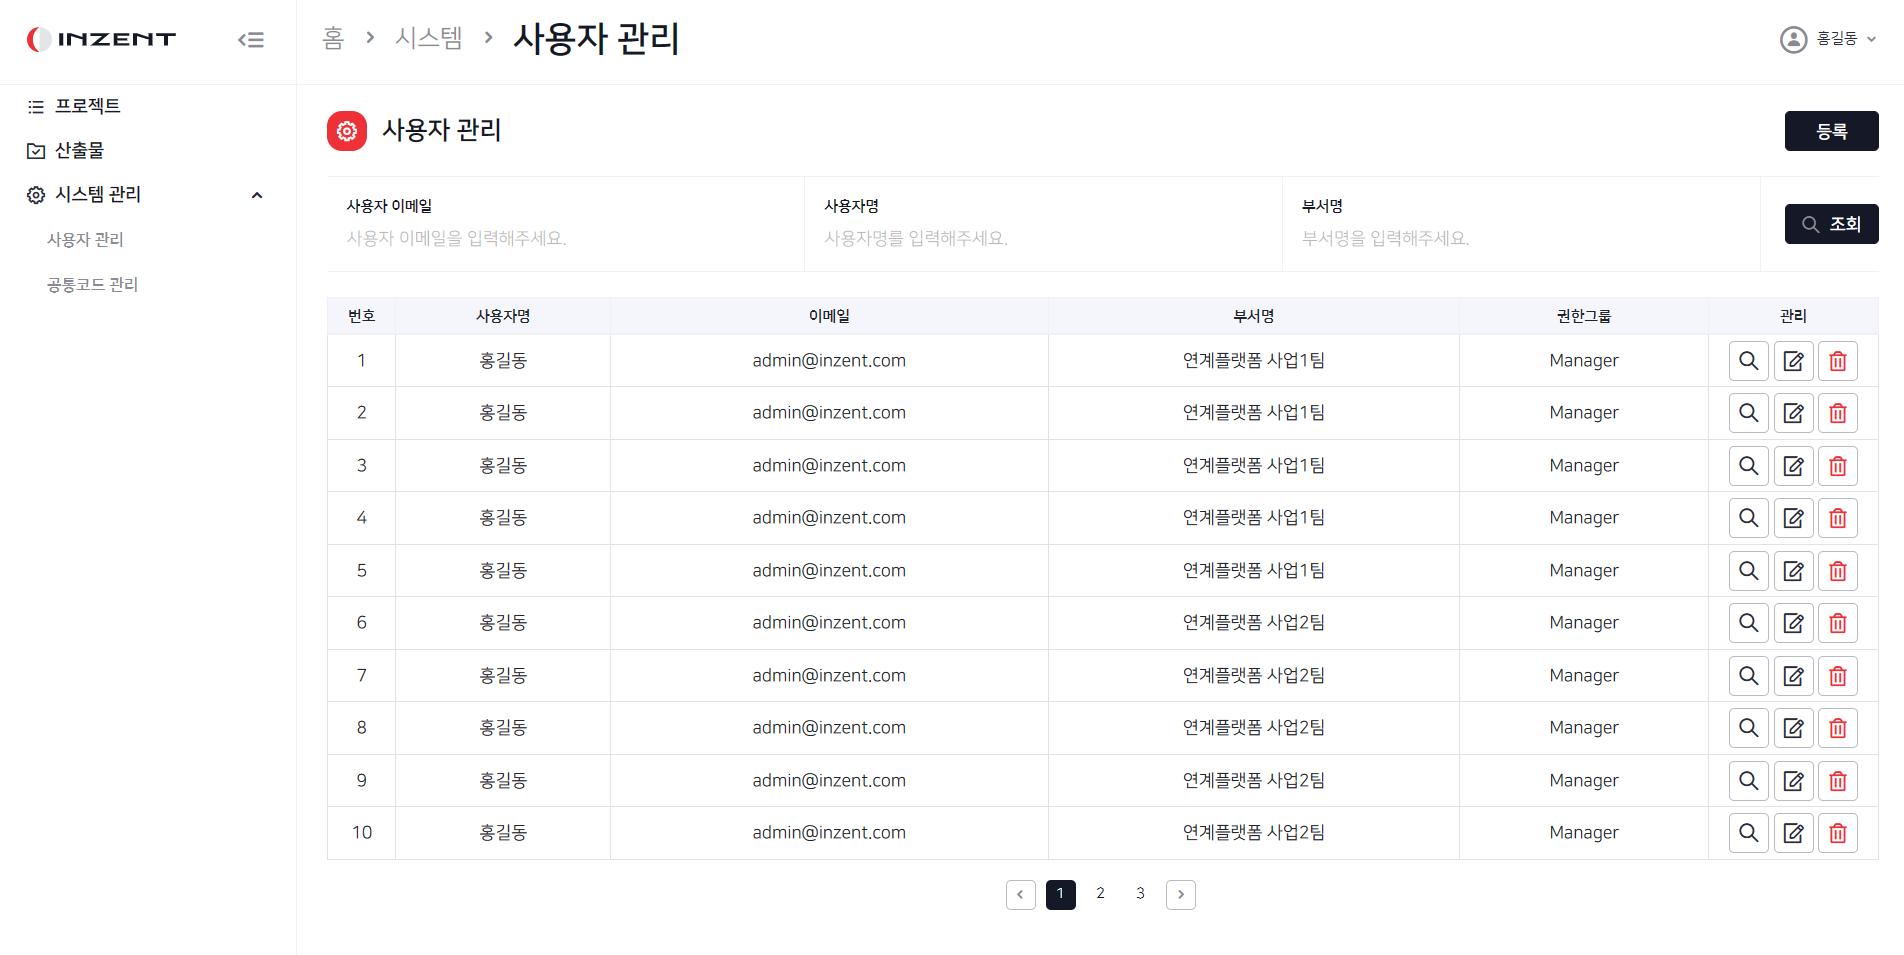 INZENT
홈 > 시스템 > 사용자 관리
홍길동
프로젝트
산출물
시스템 관리
사용자 관리
공통코드 관리
사용자 관리
등록
사용자 이메일
사용자 이메일을 입력해주세요.
사용자명
사용자명를 입력해주세요.
부서명
부서명을 입력해주세요.
조회
번호 사용자명 이메일 부서명 권한그룹 관리
1 홍길동 admin@inzent.com 연계플랫폼 사업1팀 Manager
2 홍길동 admin@inzent.com 연계플랫폼 사업1팀 Manager
3 홍길동 admin@inzent.com 연계플랫폼 사업1팀 Manager
4 홍길동 admin@inzent.com 연계플랫폼 사업1팀 Manager
5 홍길동 admin@inzent.com 연계플랫폼 사업1팀 Manager
6 홍길동 admin@inzent.com 연계플랫폼 사업2팀 Manager
7 홍길동 admin@inzent.com 연계플랫폼 사업2팀 Manager
8 홍길동 admin@inzent.com 연계플랫폼 사업2팀 Manager
9 홍길동 admin@inzent.com 연계플랫폼 사업2팀 Manager
10 홍길동 admin@inzent.com 연계플랫폼 사업2팀 Manager
< 1 2 3 >